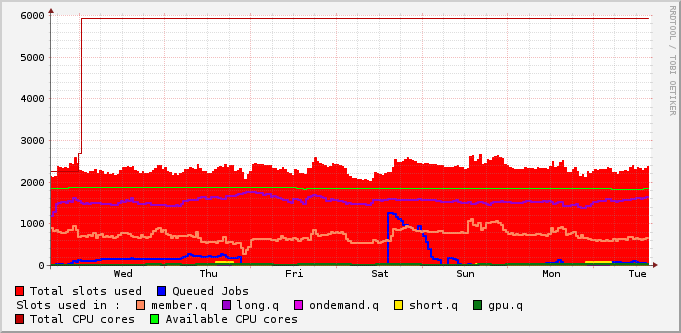 6000
5000
4000
3000
2000
1000
0
Wed Thu Fri Sat Sun Mon Tue
Total slots used Queued Jobs
Slots used in : member.q long.q ondemand.q short.q gpu.q
Total CPU cores Available CPU cores
RRDTOOL / TOBI OETIKER